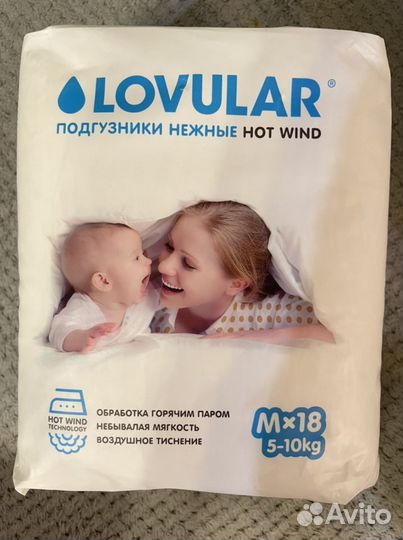 LOVULAR®
ПОДГУЗНИКИ НЕЖНЫЕ HOT WIND
HOT WIND
TECHNOLOGY
ОБРАБОТКА ГОРЯЧИМ ПАРОМ
НЕБЫВАЛАЯ МЯГКОСТЬ
ВОЗДУШНОЕ ТИСНЕНИЕ
M×18
5-10kg
Avito